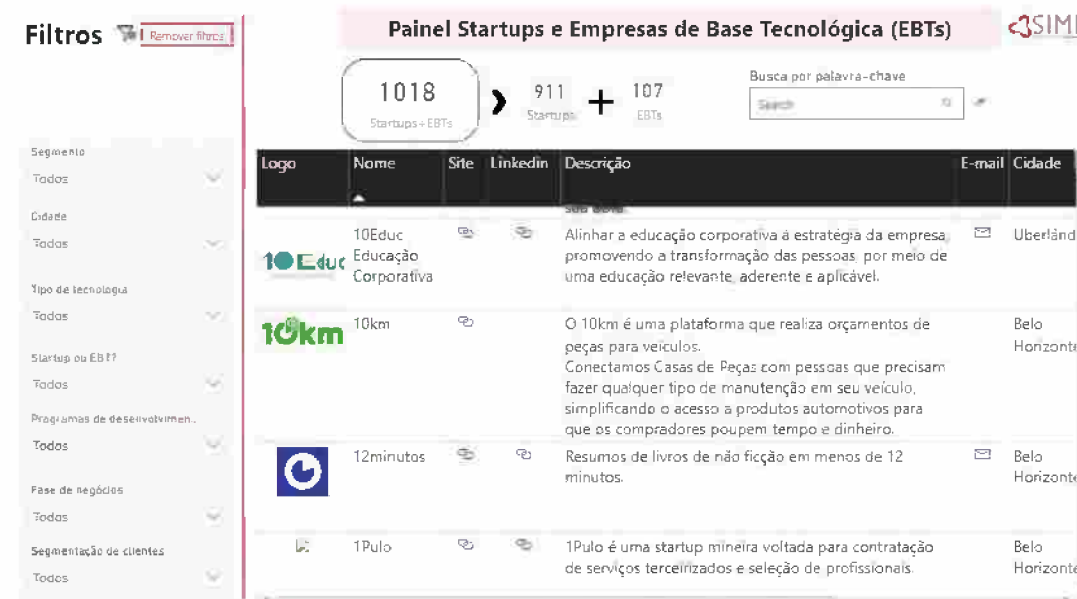 Filtros
Remover filtros
Painel Startups e Empresas de Base Tecnológica (EBTs)
SIMI
1018
Startups+EBTs
911
Startups
+
107
EBTs
Busca por palavra-chave
Search
Segmento
Todos
Cidade
Todos
Tipo de tecnologia
Todos
Startup ou EBT?
Todos
Programas de desenvolvimen...
Todos
Fase de negócios
Todos
Segmentação de clientes
Todos
Logo Nome Site Linkedin Descrição E-mail Cidade
10Educ
10Educ Alinhar a educação corporativa à estratégia da empresa, Uberlând
Educação promovendo a transformação das pessoas, por meio de
Corporativa uma educação relevante, aderente e aplicável.
10km
10km O 10km é uma plataforma que realiza orçamentos de Belo
peças para veículos. Horizonte
Conectamos Casas de Peças com pessoas que precisam
fazer qualquer tipo de manutenção em seu veículo,
simplificando o acesso a produtos automotivos para
que os compradores poupem tempo e dinheiro.
12minutos Resumos de livros de não ficção em menos de 12 Belo
minutos. Horizonte
1Pulo 1Pulo é uma startup mineira voltada para contratação Belo
de serviços terceirizados e seleção de profissionais. Horizonte